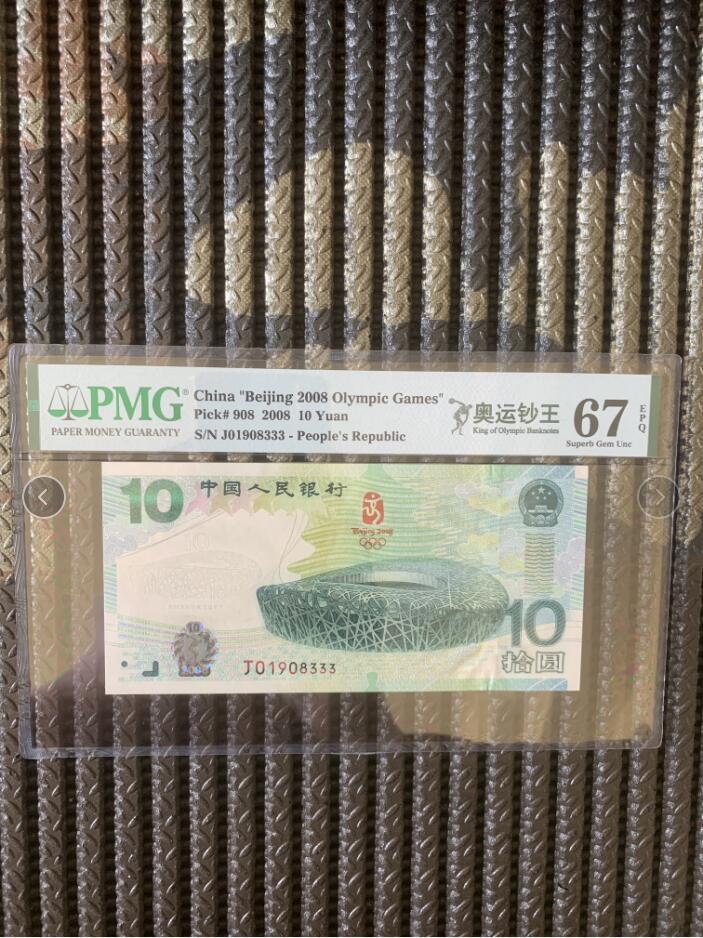 PMG
PAPER MONEY GUARANTY
China "Beijing 2008 Olympic Games"
Pick# 908 2008 10 Yuan
S/N J01908333 - People's Republic
奥运钞王
King of Olympic Banknotes
67
EPQ
Superb Gem Unc
10
中国人民银行
Beijing 2008
10
10
拾圆
J01908333